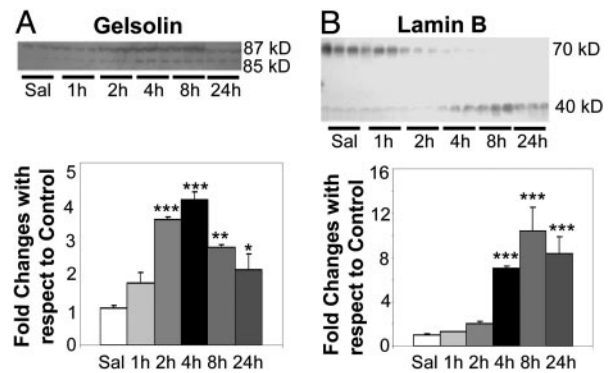 A Gelsolin
87 kD
85 kD
Sal 1h 2h 4h 8h 24h
Fold Changes with
respect to Control
5
4
3
2
1
0
***
***
**
*
Sal 1h 2h 4h 8h 24h
B Lamin B
70 kD
40 kD
Sal 1h 2h 4h 8h 24h
Fold Changes with
respect to Control
16
12
8
4
0
***
***
***
Sal 1h 2h 4h 8h 24h